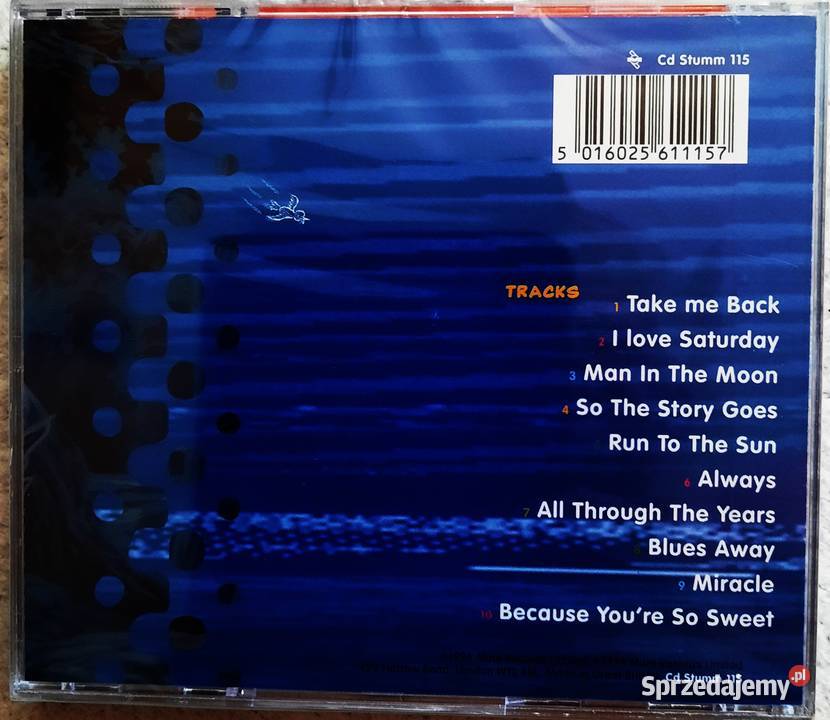 Cd Stumm 115
5 016025 611157
TRACKS
1 Take me Back
2 I love Saturday
3 Man In The Moon
4 So The Story Goes
Run To The Sun
6 Always
7 All Through The Years
8 Blues Away
9 Miracle
10 Because You're So Sweet
Cd Stumm 115
Sprzedajemy.pl